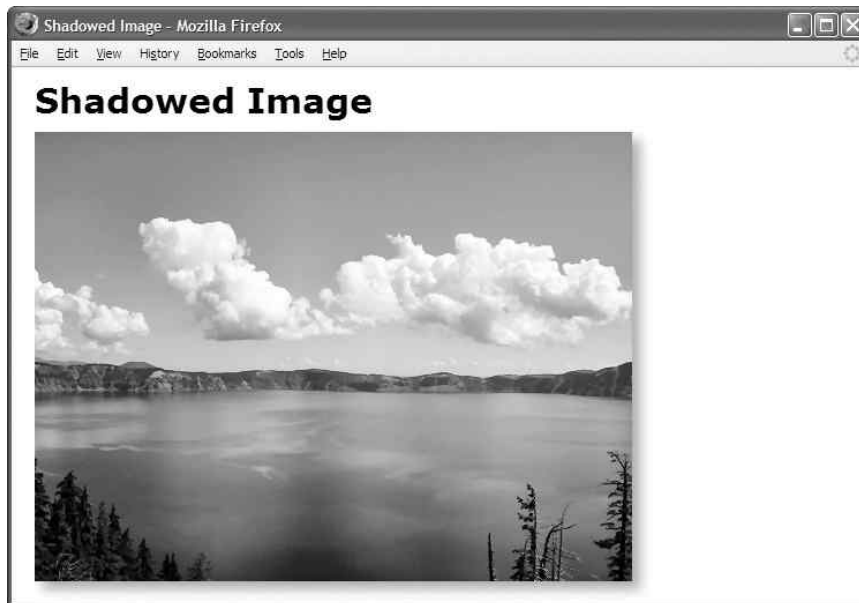 Shadowed Image - Mozilla Firefox
File Edit View History Bookmarks Tools Help
Shadowed Image